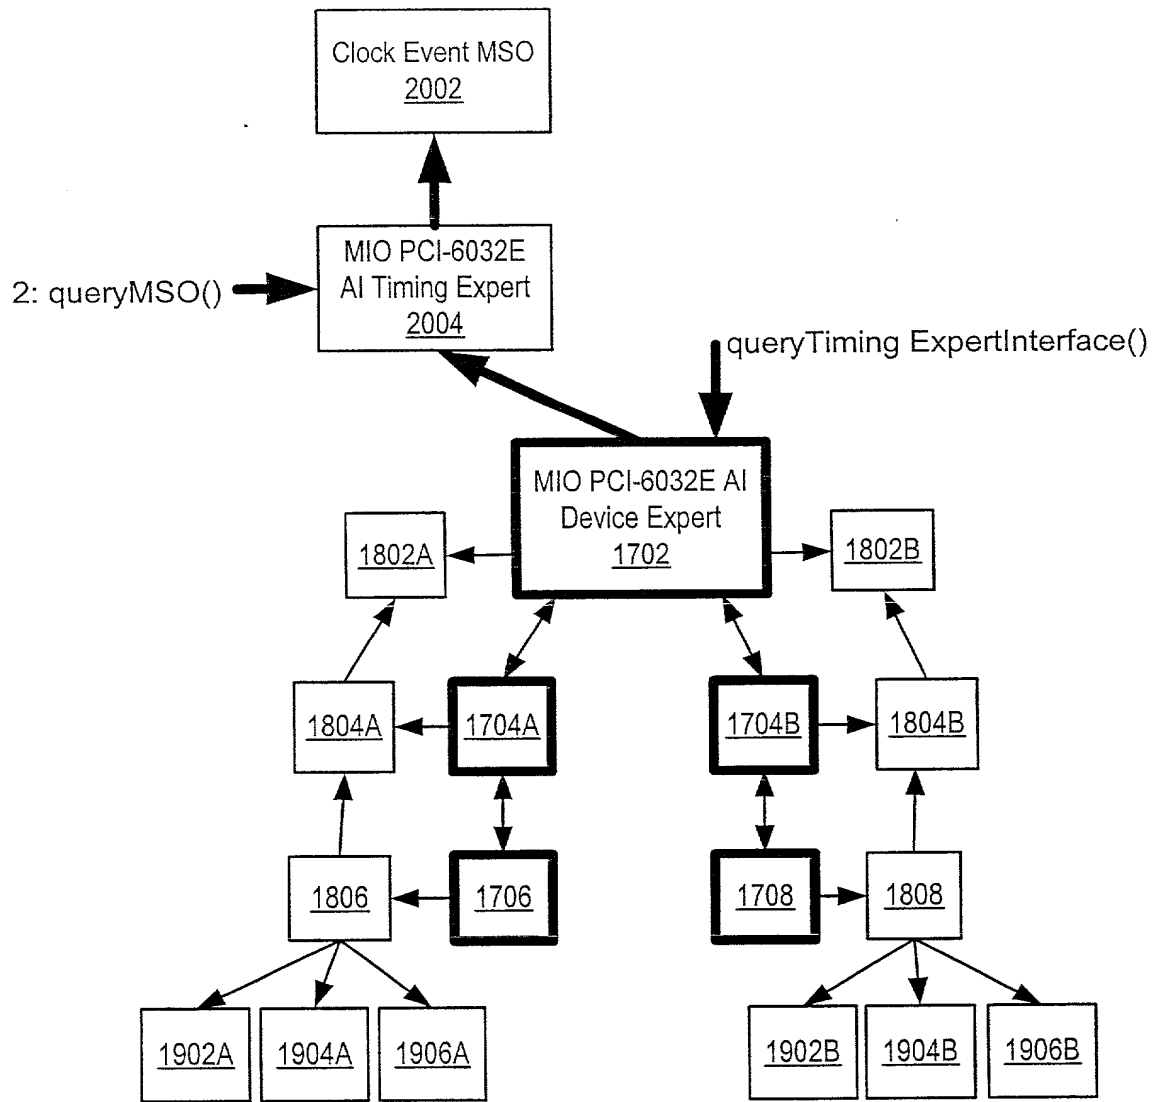 Clock Event MSO
2002
MIO PCI-6032E
AI Timing Expert
2004
2: queryMSO()
queryTiming ExpertInterface()
MIO PCI-6032E AI
Device Expert
1702
1802A
1802B
1804A
1704A
1704B
1804B
1806
1706
1708
1808
1902A
1904A
1906A
1902B
1904B
1906B